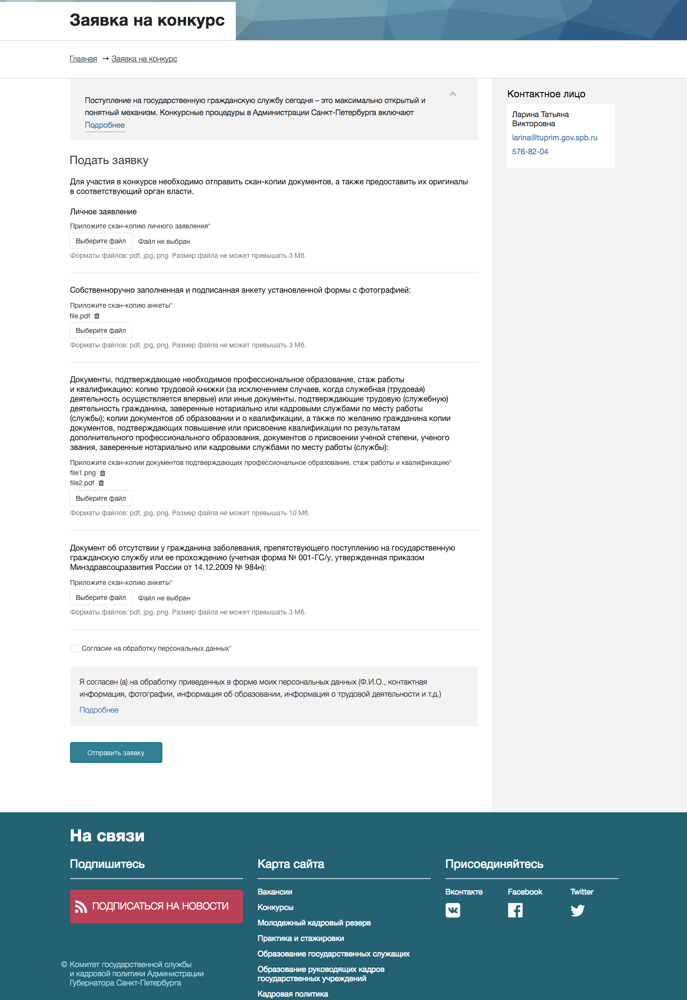 Заявка на конкурс
Главная → Заявка на конкурс
Поступление на государственную гражданскую службу сегодня – это максимально открытый и
понятный механизм. Конкурсные процедуры в Администрации Санкт-Петербурга включают
Подробнее
Контактное лицо
Ларина Татьяна
Викторовна
larina@tuprim.gov.spb.ru
576-82-04
Подать заявку
Для участия в конкурсе необходимо отправить скан-копии документов, а также предоставить их оригиналы
в соответствующий орган власти.
Личное заявление
Приложите скан-копию личного заявления*
Выберите файл Файл не выбран
Форматы файлов: pdf, jpg, png. Размер файла не может превышать 3 Мб.
Собственноручно заполненная и подписанная анкету установленной формы с фотографией:
Приложите скан-копию анкеты*
file.pdf
Выберите файл
Форматы файлов: pdf, jpg, png. Размер файла не может превышать 3 Мб.
Документы, подтверждающие необходимое профессиональное образование, стаж работы
и квалификацию: копию трудовой книжки (за исключением случаев, когда служебная (трудовая)
деятельность осуществляется впервые) или иные документы, подтверждающие трудовую (служебную)
деятельность гражданина, заверенные нотариально или кадровыми службами по месту работы
(службы); копии документов об образовании и о квалификации, а также по желанию гражданина копии
документов, подтверждающих повышение или присвоение квалификации по результатам
дополнительного профессионального образования, документов о присвоении ученой степени, ученого
звания, заверенные нотариально или кадровыми службами по месту работы (службы):
Приложите скан-копии документов подтверждающих профессиональное образование, стаж работы и квалификацию*
file1.png
file2.pdf
Выберите файл
Форматы файлов: pdf, jpg, png. Размер файла не может превышать 10 Мб.
Документ об отсутствии у гражданина заболевания, препятствующего поступлению на государственную
гражданскую службу или ее прохождению (учетная форма № 001-ГС/у, утвержденная приказом
Минздравсоцразвития России от 14.12.2009 № 984н):
Приложите скан-копию анкеты*
Выберите файл Файл не выбран
Форматы файлов: pdf, jpg, png. Размер файла не может превышать 3 Мб.
Согласие на обработку персональных данных*
Я согласен (а) на обработку приведенных в форме моих персональных данных (Ф.И.О., контактная
информация, фотографии, информация об образовании, информация о трудовой деятельности и т.д.)
Подробнее
Отправить заявку
На связи
Подпишитесь
ПОДПИСАТЬСЯ НА НОВОСТИ
© Комитет государственной службы
и кадровой политики Администрации
Губернатора Санкт-Петербурга
Карта сайта
Вакансии
Конкурсы
Молодежный кадровый резерв
Практика и стажировки
Образование государственных служащих
Образование руководящих кадров
государственных учреждений
Кадровая политика
Присоединяйтесь
Вконтакте Facebook Twitter